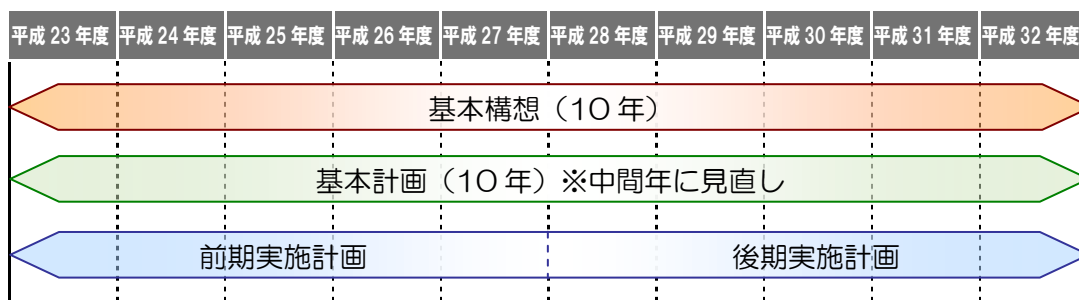 平成 23 年度 平成 24 年度 平成 25 年度 平成 26 年度 平成 27 年度 平成 28 年度 平成 29 年度 平成 30 年度 平成 31 年度 平成 32 年度
基本構想（10 年）
基本計画（10 年）※中間年に見直し
前期実施計画 後期実施計画